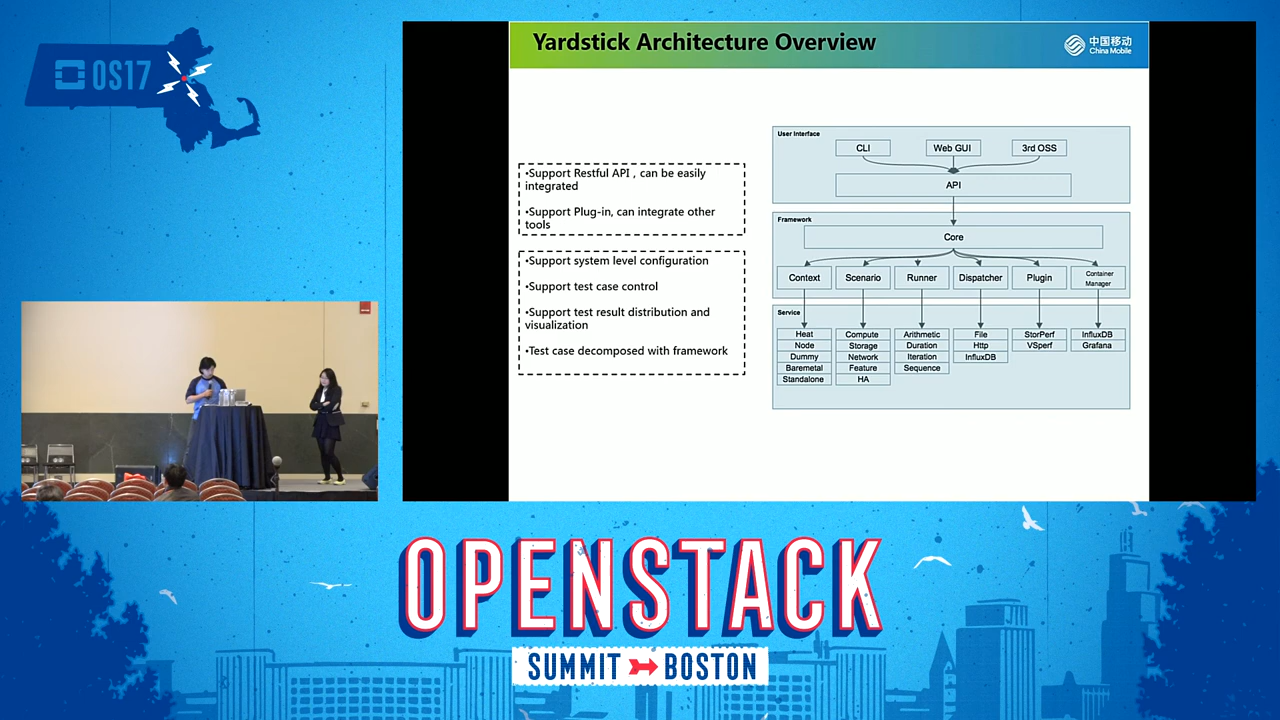 OS17
Yardstick Architecture Overview
中国移动
China Mobile
•Support Restful API , can be easily
integrated
•Support Plug-in, can integrate other
tools
•Support system level configuration
•Support test case control
•Support test result distribution and
visualization
•Test case decomposed with framework
User Interface
CLI
Web GUI
3rd OSS
API
Framework
Core
Context
Scenario
Runner
Dispatcher
Plugin
Container
Manager
Service
Heat
Node
Dummy
Baremetal
Standalone
Compute
Storage
Network
Feature
HA
Arithmetic
Duration
Iteration
Sequence
File
Http
InfluxDB
StorPerf
VSperf
InfluxDB
Grafana
OPENSTACK
SUMMIT BOSTON